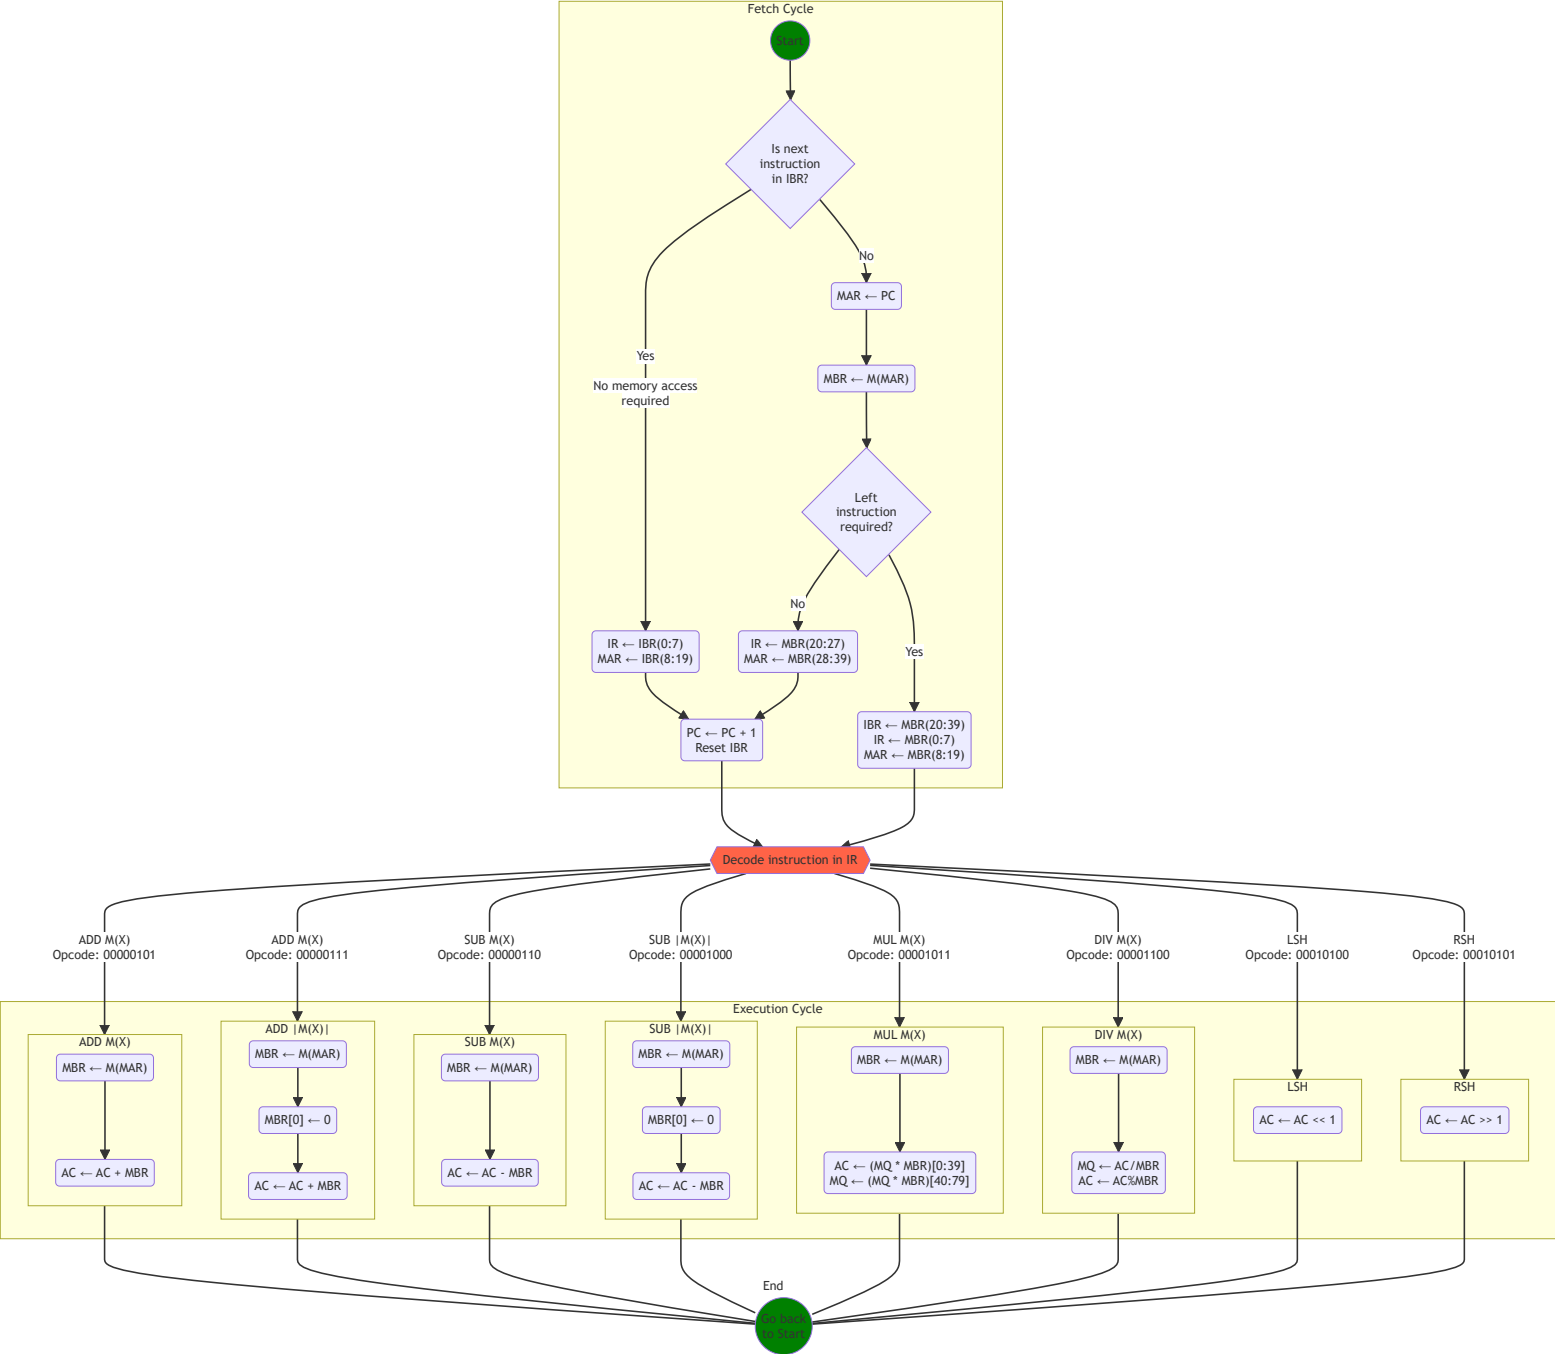 Fetch Cycle
Start
Is next
instruction
in IBR?
No
MAR ← PC
Yes
MBR ← M(MAR)
No memory access
required
Left
instruction
required?
No
IR ← IBR(0:7)
MAR ← IBR(8:19)
IR ← MBR(20:27)
MAR ← MBR(28:39)
Yes
PC ← PC + 1
Reset IBR
IBR ← MBR(20:39)
IR ← MBR(0:7)
MAR ← MBR(8:19)
Decode instruction in IR
ADD M(X)
Opcode: 00000101
ADD M(X)
Opcode: 00000111
SUB M(X)
Opcode: 00000110
SUB |M(X)|
Opcode: 00001000
MUL M(X)
Opcode: 00001011
DIV M(X)
Opcode: 00001100
LSH
Opcode: 00010100
RSH
Opcode: 00010101
Execution Cycle
ADD M(X)
MBR ← M(MAR)
AC ← AC + MBR
ADD |M(X)|
MBR ← M(MAR)
MBR[0] ← 0
AC ← AC + MBR
SUB M(X)
MBR ← M(MAR)
AC ← AC - MBR
SUB |M(X)|
MBR ← M(MAR)
MBR[0] ← 0
AC ← AC - MBR
MUL M(X)
MBR ← M(MAR)
AC ← (MQ * MBR)[0:39]
MQ ← (MQ * MBR)[40:79]
DIV M(X)
MBR ← M(MAR)
MQ ← AC/MBR
AC ← AC%MBR
LSH
AC ← AC << 1
RSH
AC ← AC >> 1
End
Go back
to Start